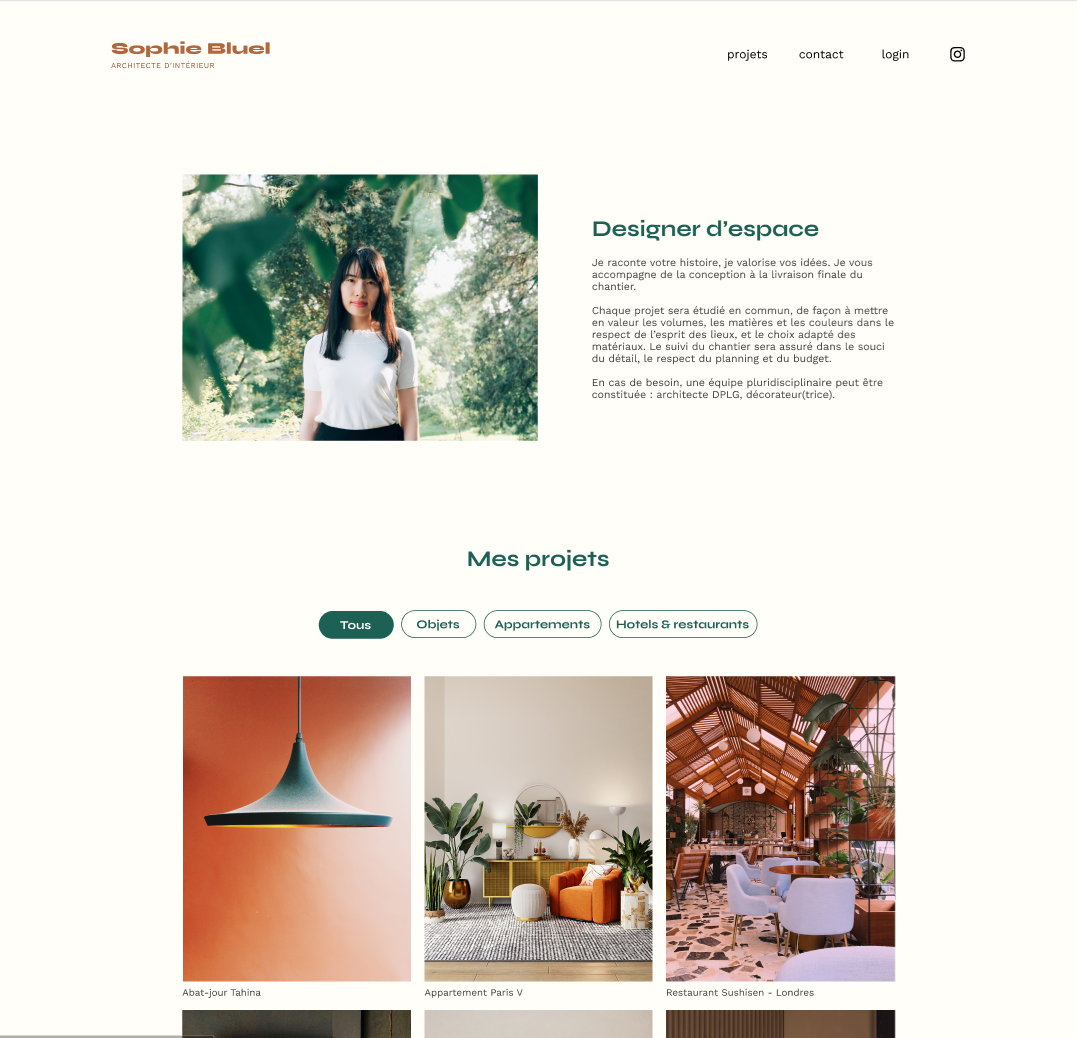 Sophie Bluel
ARCHITECTE D'INTÉRIEUR
projets contact login
Designer d’espace
Je raconte votre histoire, je valorise vos idées. Je vous
accompagne de la conception à la livraison finale du
chantier.
Chaque projet sera étudié en commun, de façon à mettre
en valeur les volumes, les matières et les couleurs dans le
respect de l’esprit des lieux, et le choix adapté des
matériaux. Le suivi du chantier sera assuré dans le souci
du détail, le respect du planning et du budget.
En cas de besoin, une équipe pluridisciplinaire peut être
constituée : architecte DPLG, décorateur(trice).
Mes projets
Tous Objets Appartements Hotels & restaurants
Abat-jour Tahina
Appartement Paris V
Restaurant Sushisen - Londres